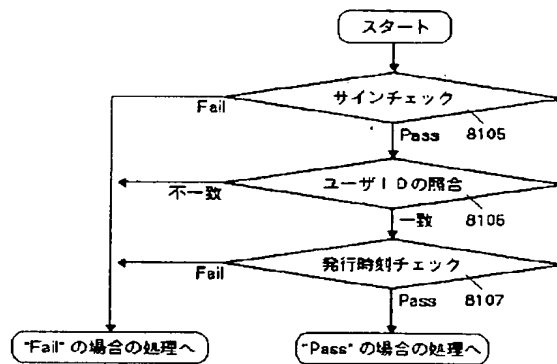 スタート
サインチェック
Fail
Pass
8105
ユーザIDの照合
不一致
一致
8106
発行時刻チェック
Fail
Pass
8107
"Fail" の場合の処理へ
"Pass" の場合の処理へ